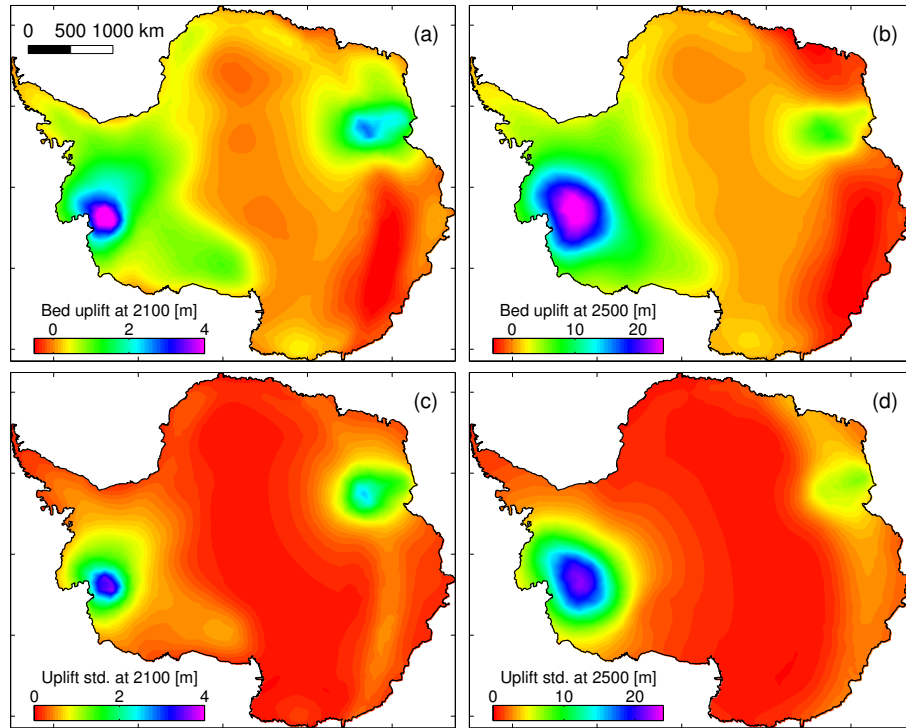 (a)
0 500 1000 km
Bed uplift at 2100 [m]
0 2 4
(b)
Bed uplift at 2500 [m]
0 10 20
(c)
Uplift std. at 2100 [m]
0 2 4
(d)
Uplift std. at 2500 [m]
0 10 20